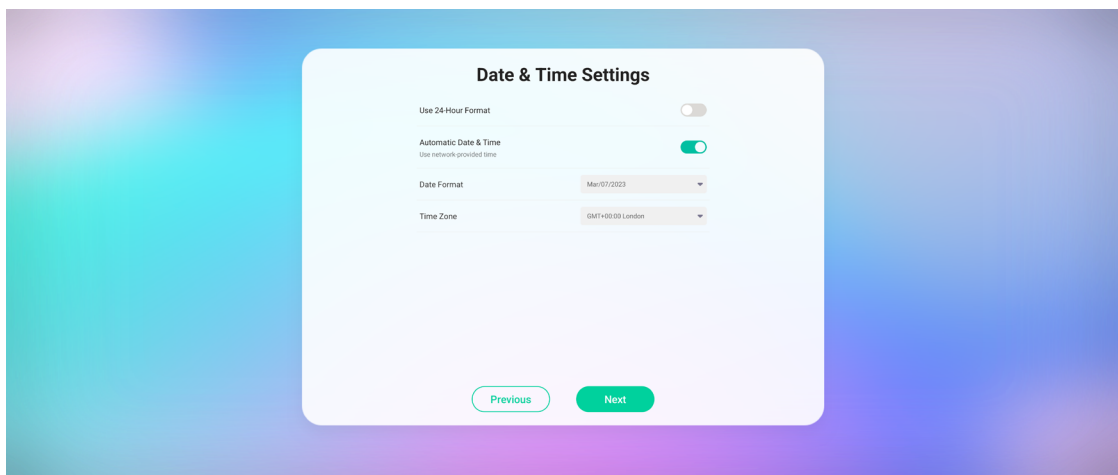 Date & Time Settings
Use 24-Hour Format
Automatic Date & Time
Use network-provided time
Date Format
Mar/07/2023
Time Zone
GMT+00:00 London
Previous
Next